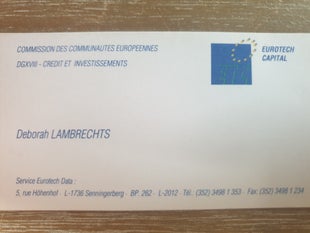 COMMISSION DES COMMUNAUTES EUROPEENNES
DGXVIII - CREDIT ET INVESTISSEMENTS
EUROTECH
CAPITAL
Deborah LAMBRECHTS
Service Eurotech Data :
5, rue Höhenhof - L-1736 Senningerberg - BP. 262 - L-2012 - Tél.: (352) 3498 1 353 - Fax: (352) 3498 1 234